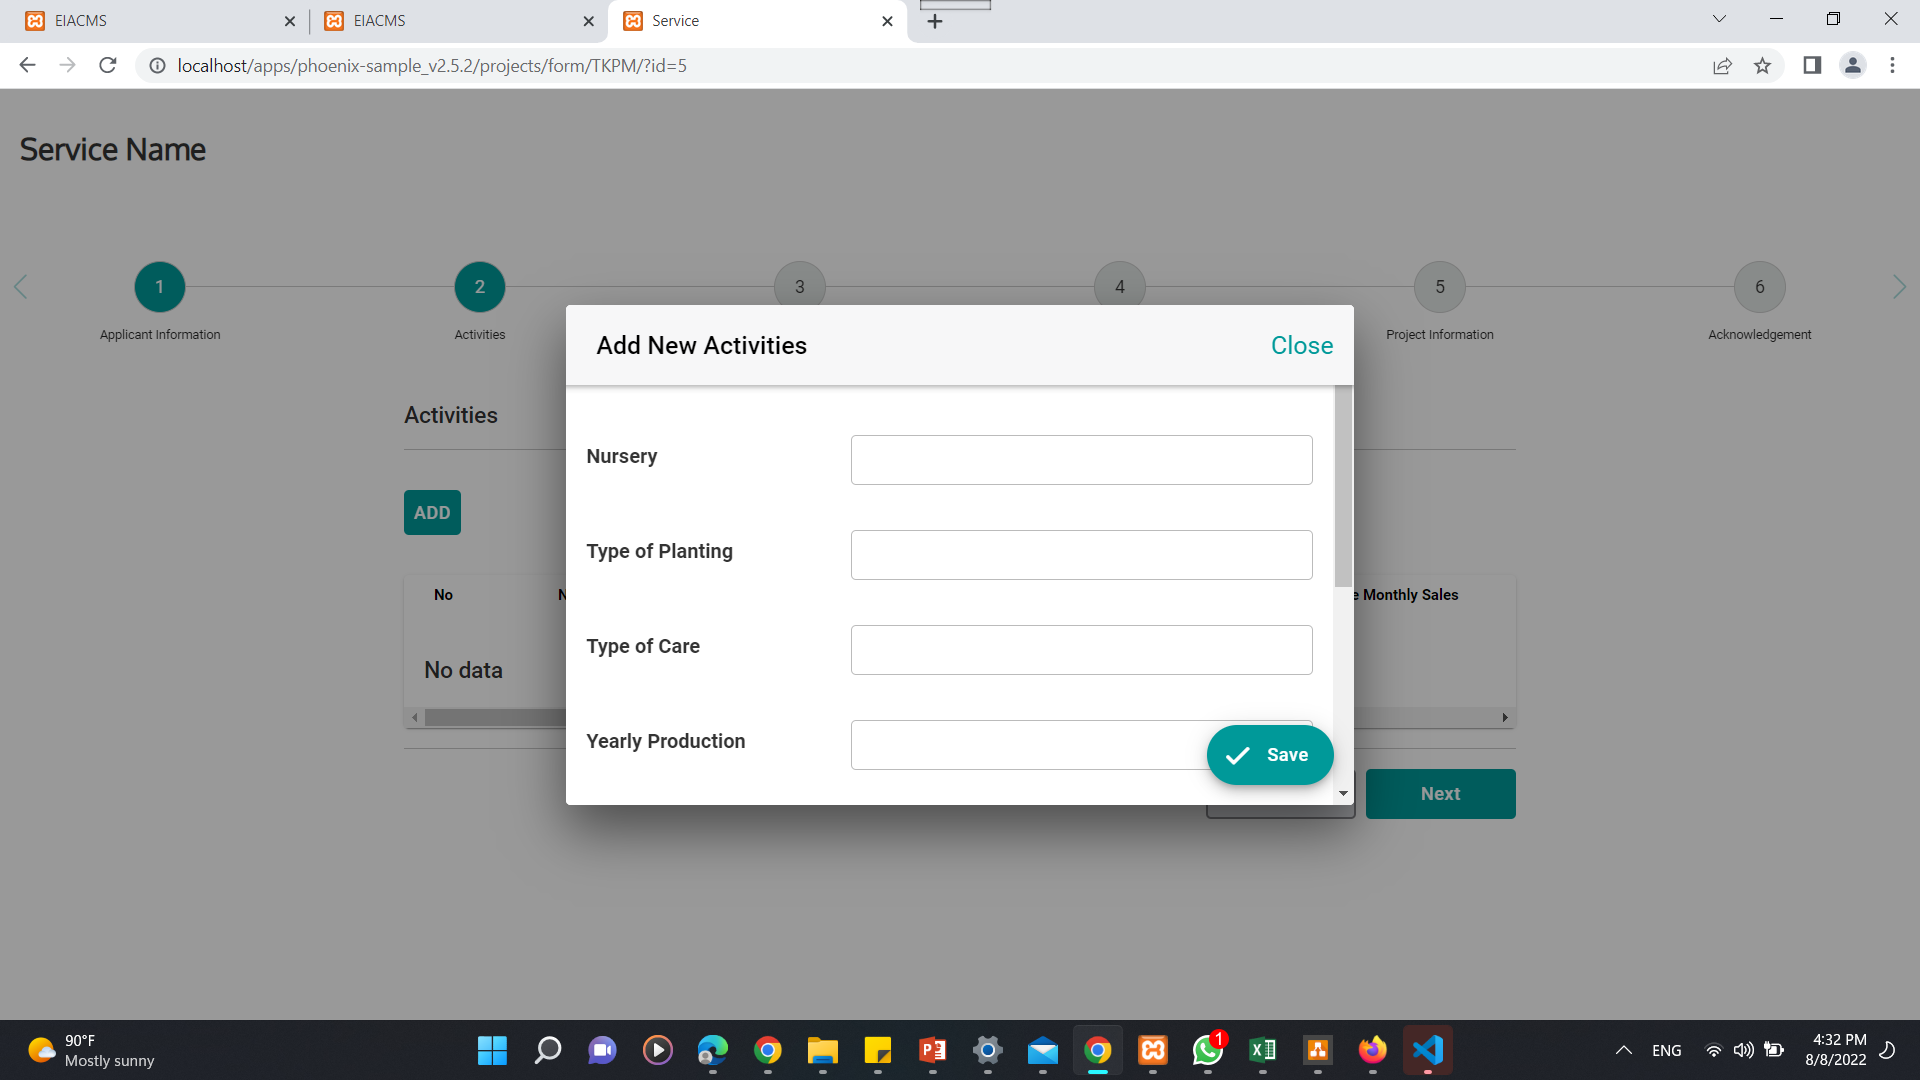 EIACMS
EIACMS
Service
localhost/apps/phoenix-sample_v2.5.2/projects/form/TKPM/?id=5
Service Name
1
2
3
4
5
6
Applicant Information
Activities
Project Information
Acknowledgement
Add New Activities
Close
Activities
Nursery
ADD
Type of Planting
No
N
e Monthly Sales
Type of Care
No data
Yearly Production
Save
Next
90°F
Mostly sunny
1
ENG
4:32 PM
8/8/2022